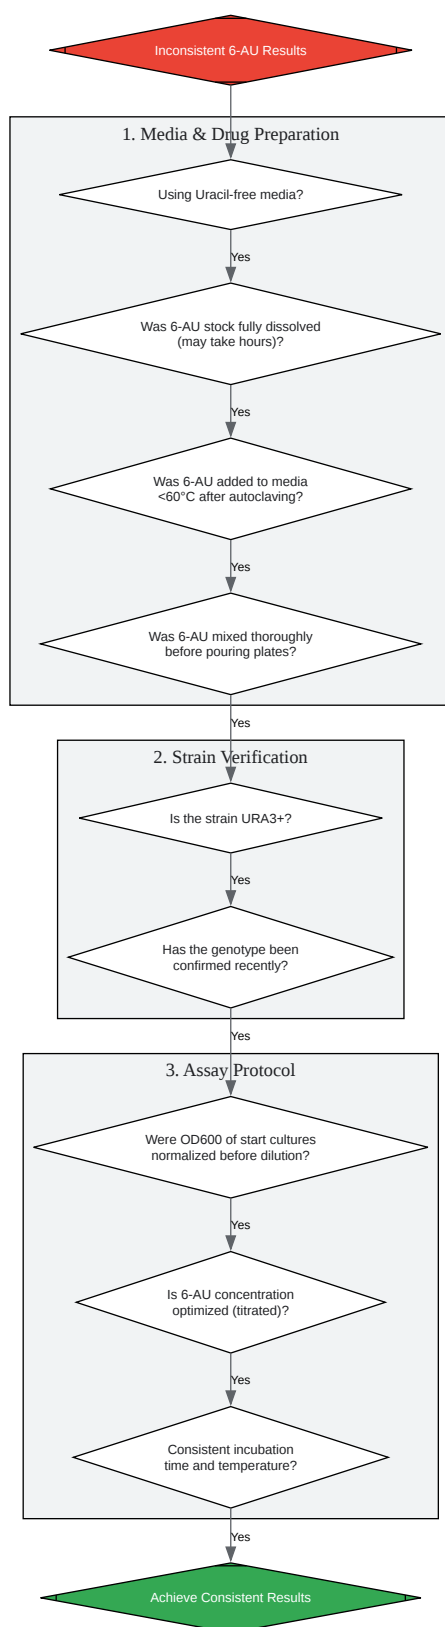 Inconsistent 6-AU Results
1. Media & Drug Preparation
Using Uracil-free media?
Yes
Was 6-AU stock fully dissolved
(may take hours)?
Yes
Was 6-AU added to media
<60°C after autoclaving?
Yes
Was 6-AU mixed thoroughly
before pouring plates?
Yes
2. Strain Verification
Is the strain URA3+?
Yes
Has the genotype been
confirmed recently?
Yes
3. Assay Protocol
Were OD600 of start cultures
normalized before dilution?
Yes
Is 6-AU concentration
optimized (titrated)?
Yes
Consistent incubation
time and temperature?
Yes
Achieve Consistent Results